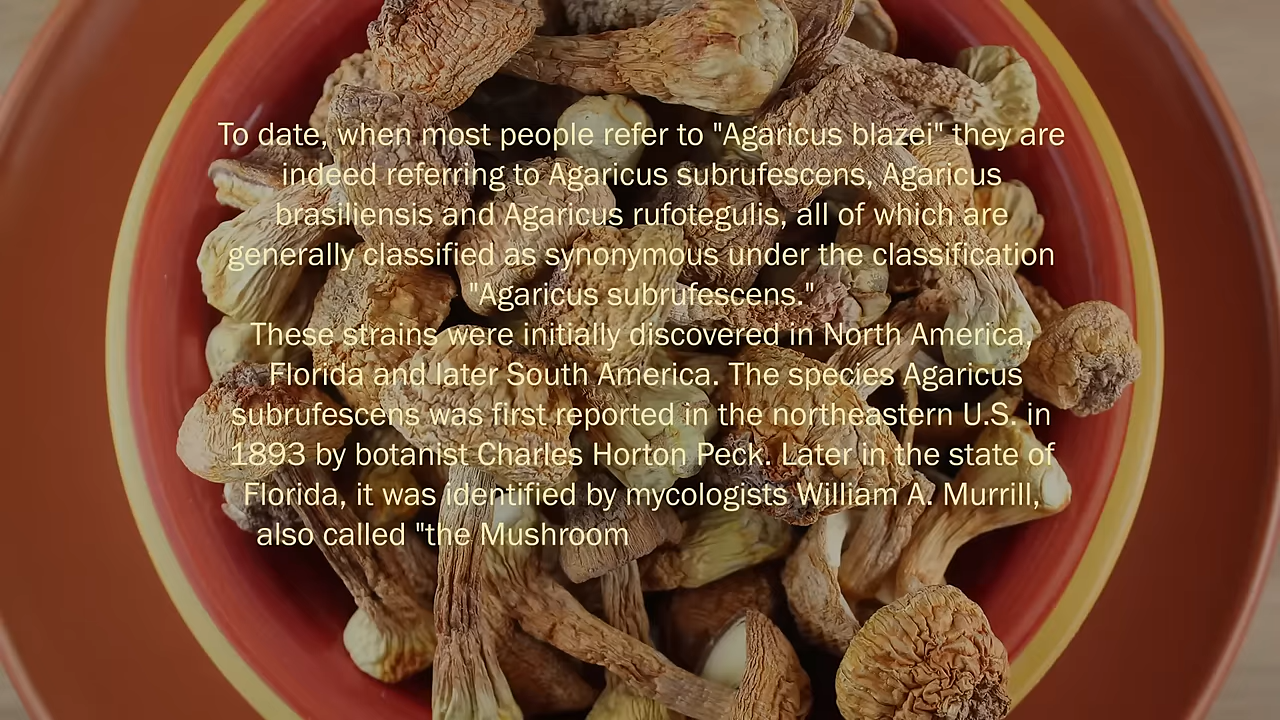 To date, when most people refer to "Agaricus blazei" they are
indeed referring to Agaricus subrufescens, Agaricus
brasiliensis and Agaricus rufotegulis, all of which are
generally classified as synonymous under the classification
"Agaricus subrufescens."
These strains were initially discovered in North America,
Florida and later South America. The species Agaricus
subrufescens was first reported in the northeastern U.S. in
1893 by botanist Charles Horton Peck. Later in the state of
Florida, it was identified by mycologists William A. Murrill,
also called "the Mushroom